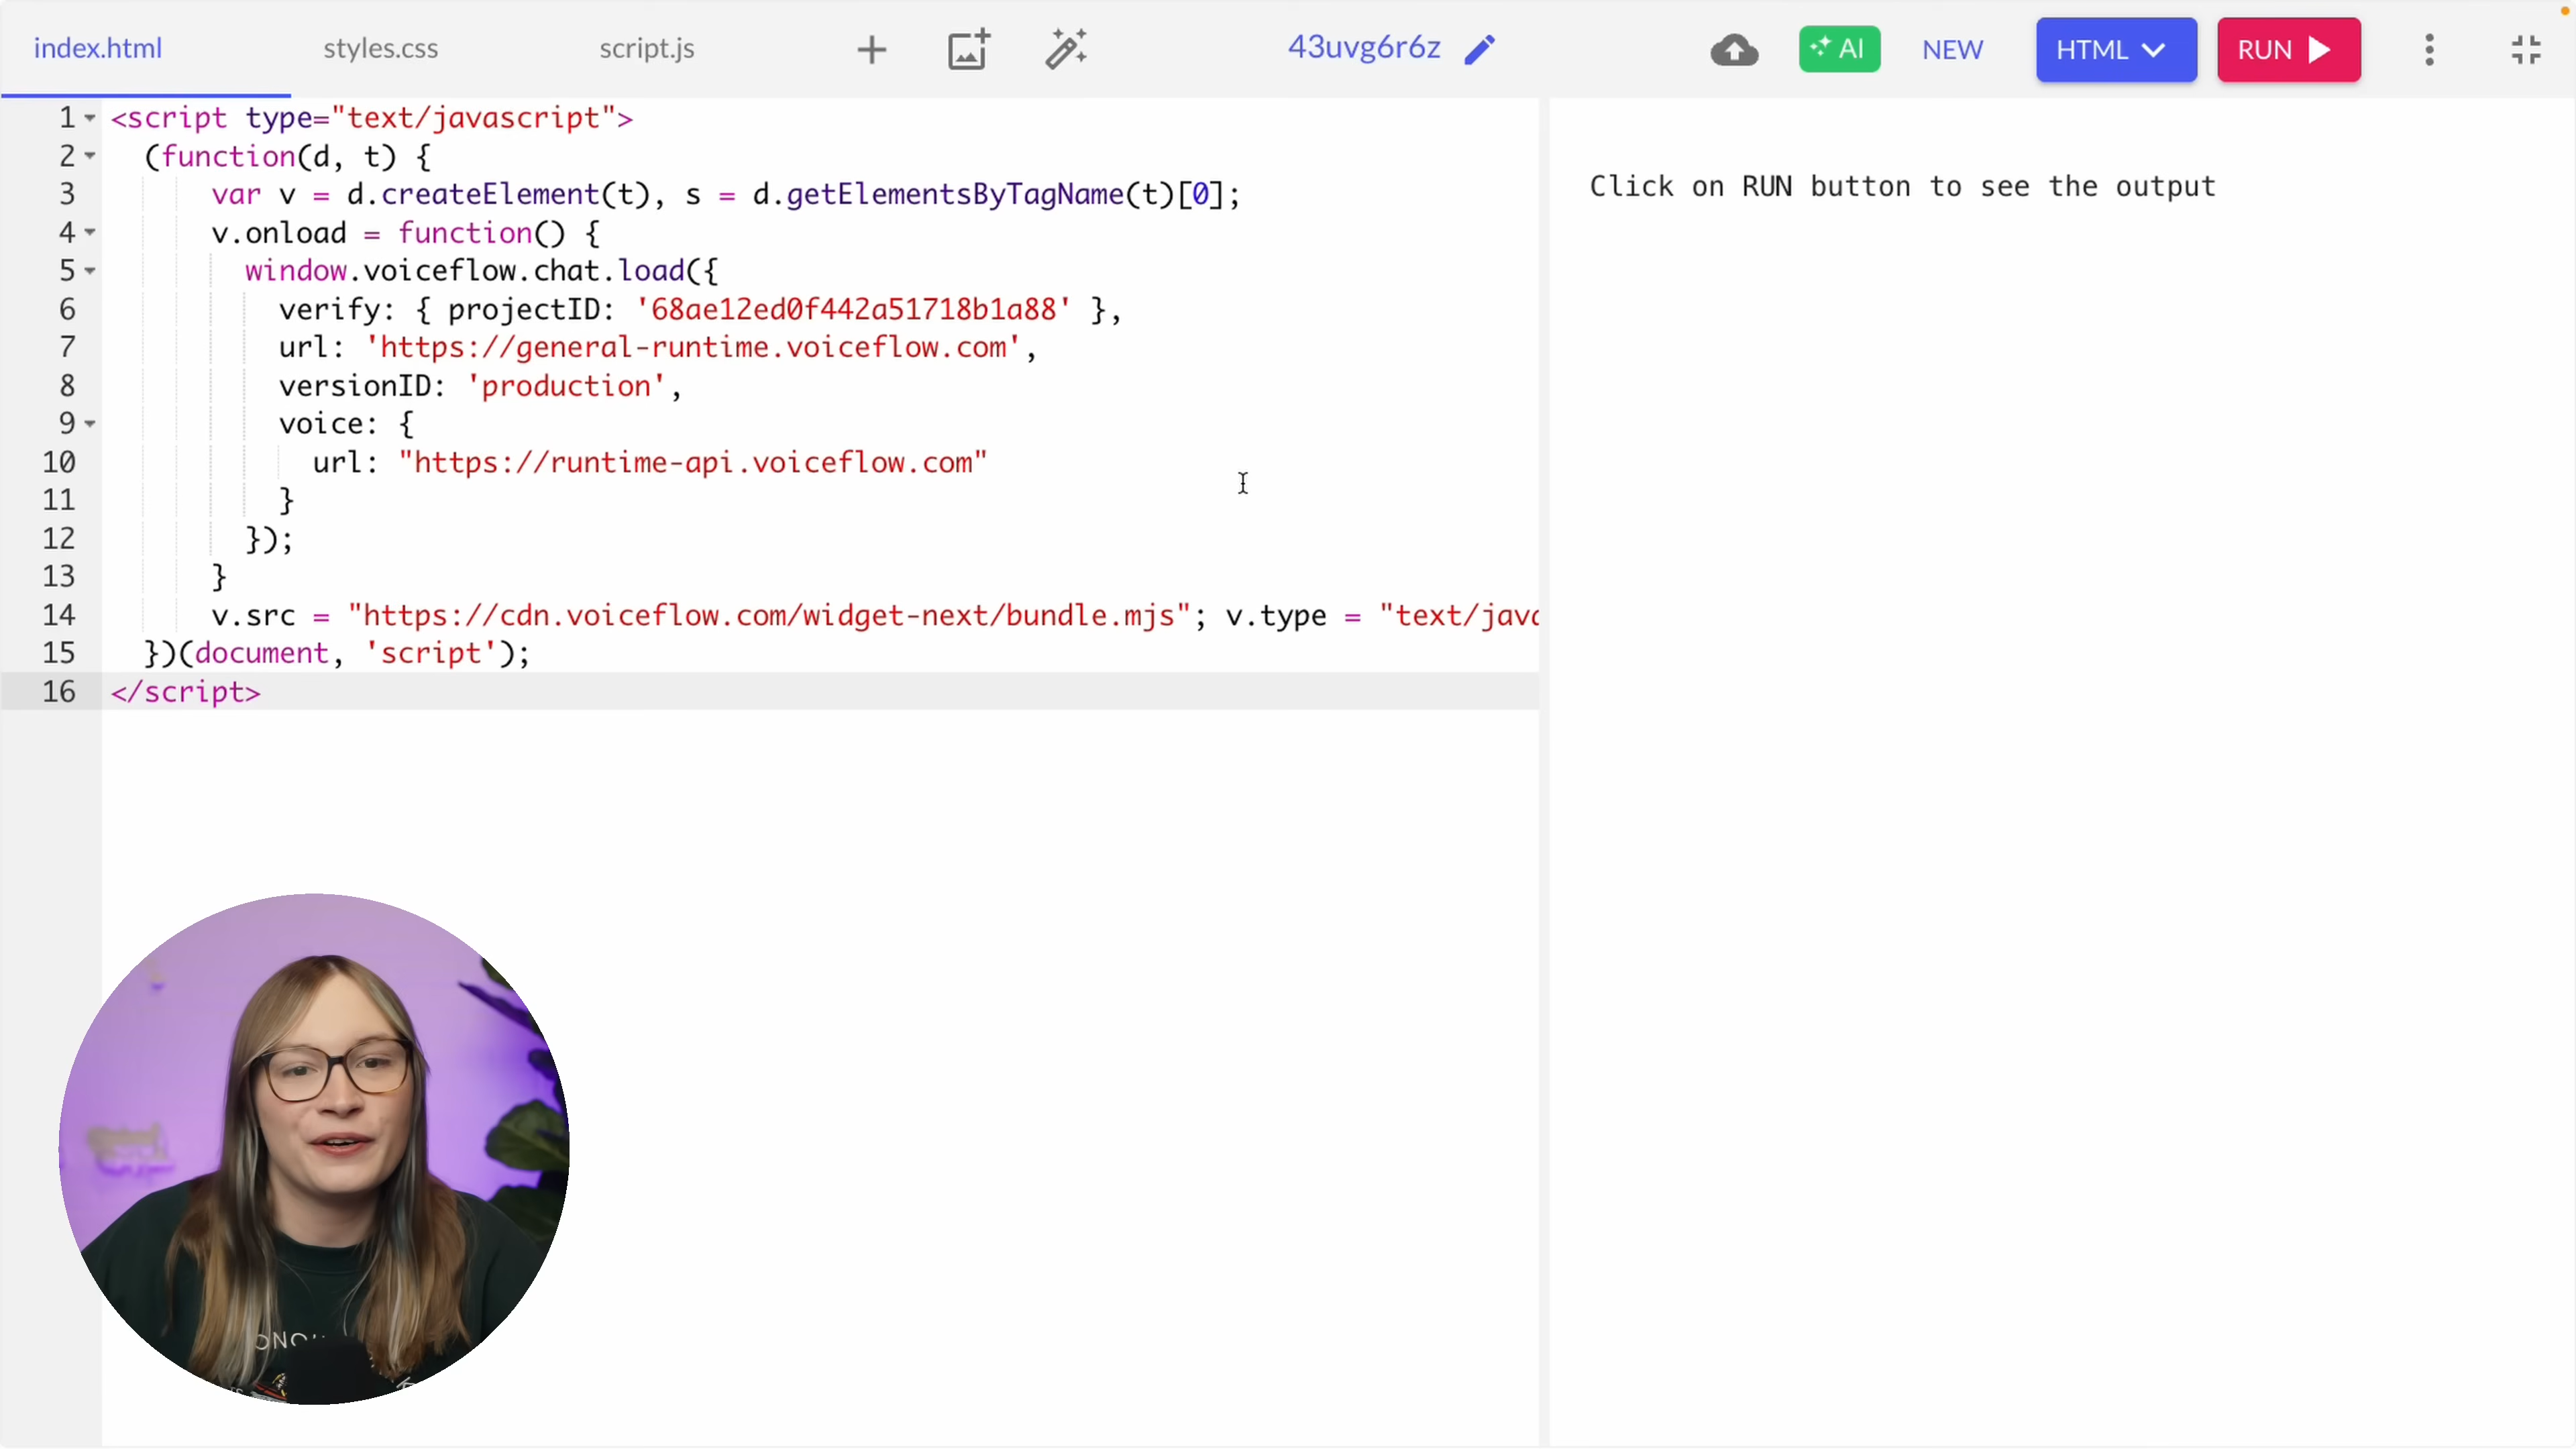 index.html
styles.css
script.js
43uvg6r6z
AI
NEW
HTML
RUN
1 <script type="text/javascript">
2 (function(d, t) {
3 var v = d.createElement(t), s = d.getElementsByTagName(t)[0];
4 v.onload = function() {
5 window.voiceflow.chat.load({
6 verify: { projectID: '68ae12ed0f442a51718b1a88' },
7 url: 'https://general-runtime.voiceflow.com',
8 versionID: 'production',
9 voice: {
10 url: "https://runtime-api.voiceflow.com"
11 }
12 });
13 }
14 v.src = "https://cdn.voiceflow.com/widget-next/bundle.mjs"; v.type = "text/java
15 })(document, 'script');
16 </script>
Click on RUN button to see the output